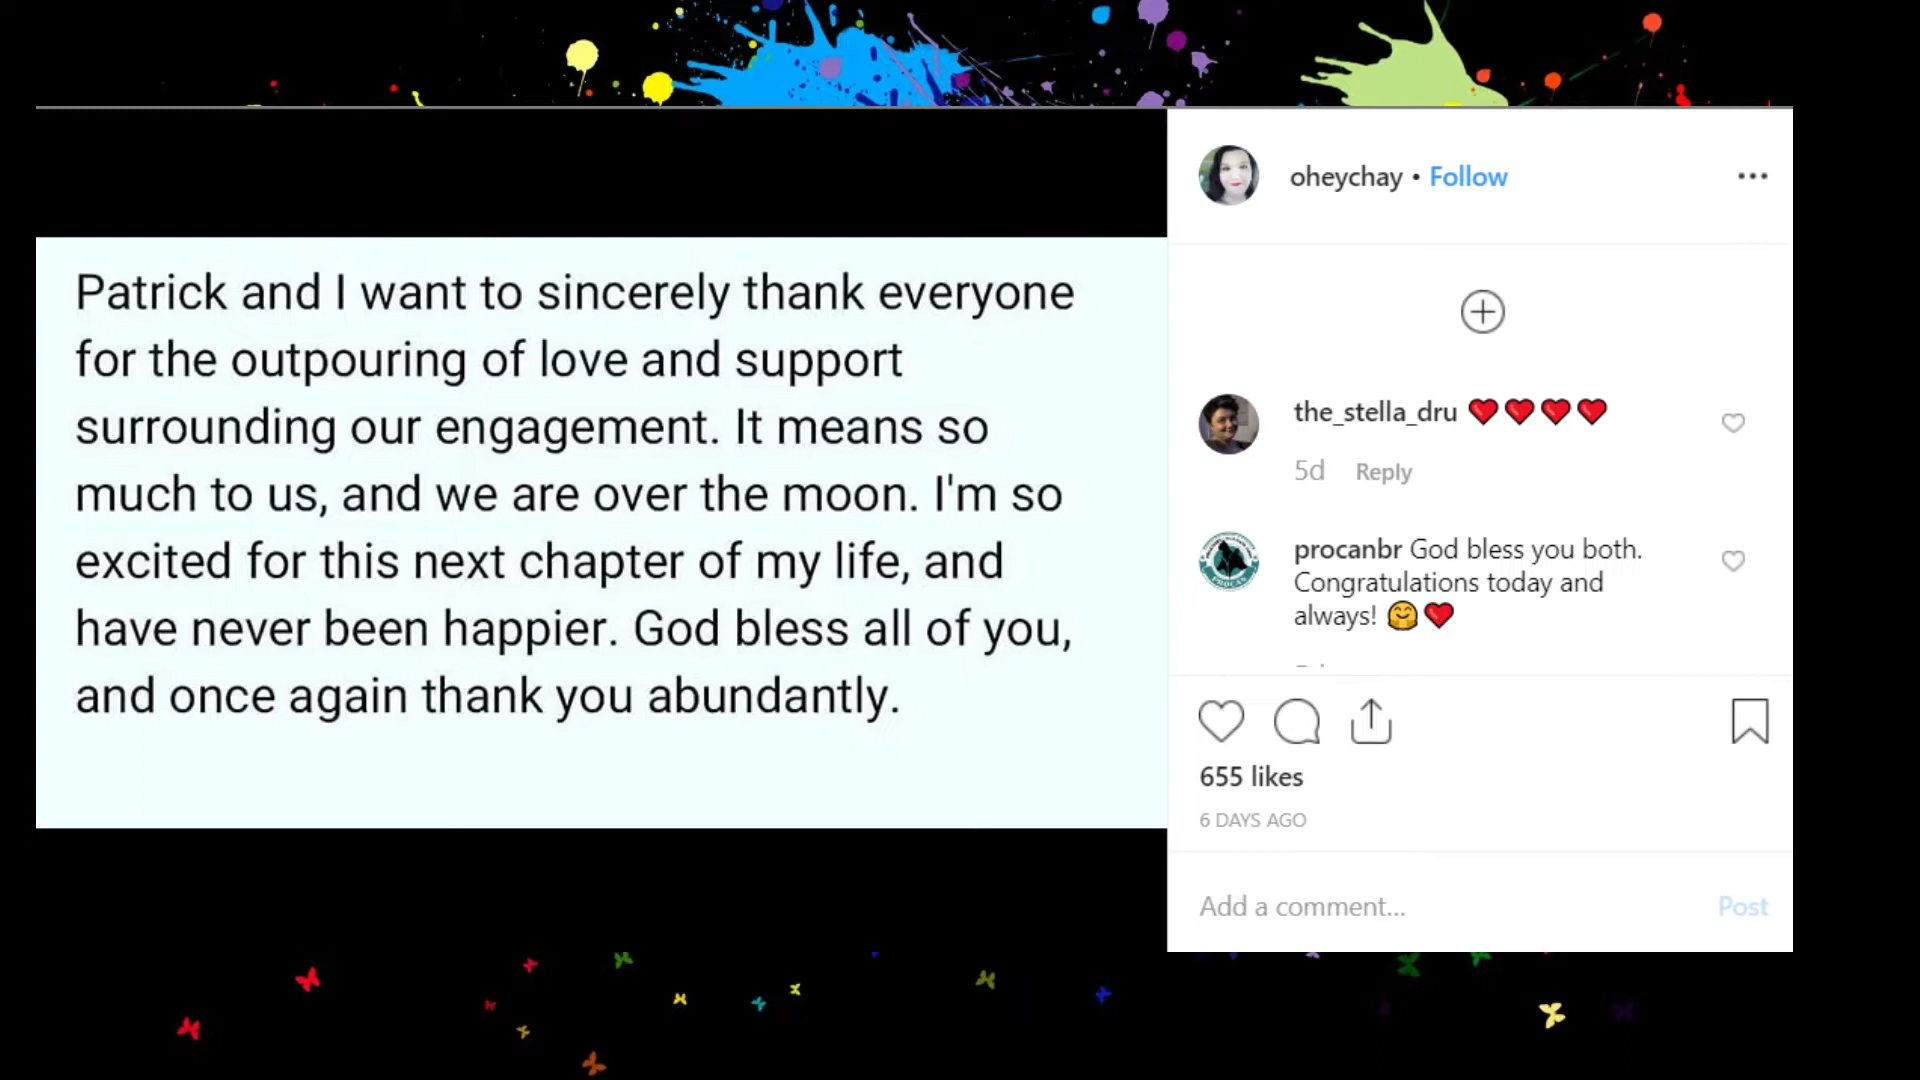 Patrick and I want to sincerely thank everyone
for the outpouring of love and support
surrounding our engagement. It means so
much to us, and we are over the moon. I'm so
excited for this next chapter of my life, and
have never been happier. God bless all of you,
and once again thank you abundantly.
oheychay • Follow
the_stella_dru ❤️❤️❤️❤️
5d Reply
procanbr God bless you both.
Congratulations today and
always! 🤗❤️
655 likes
6 DAYS AGO
Add a comment... Post